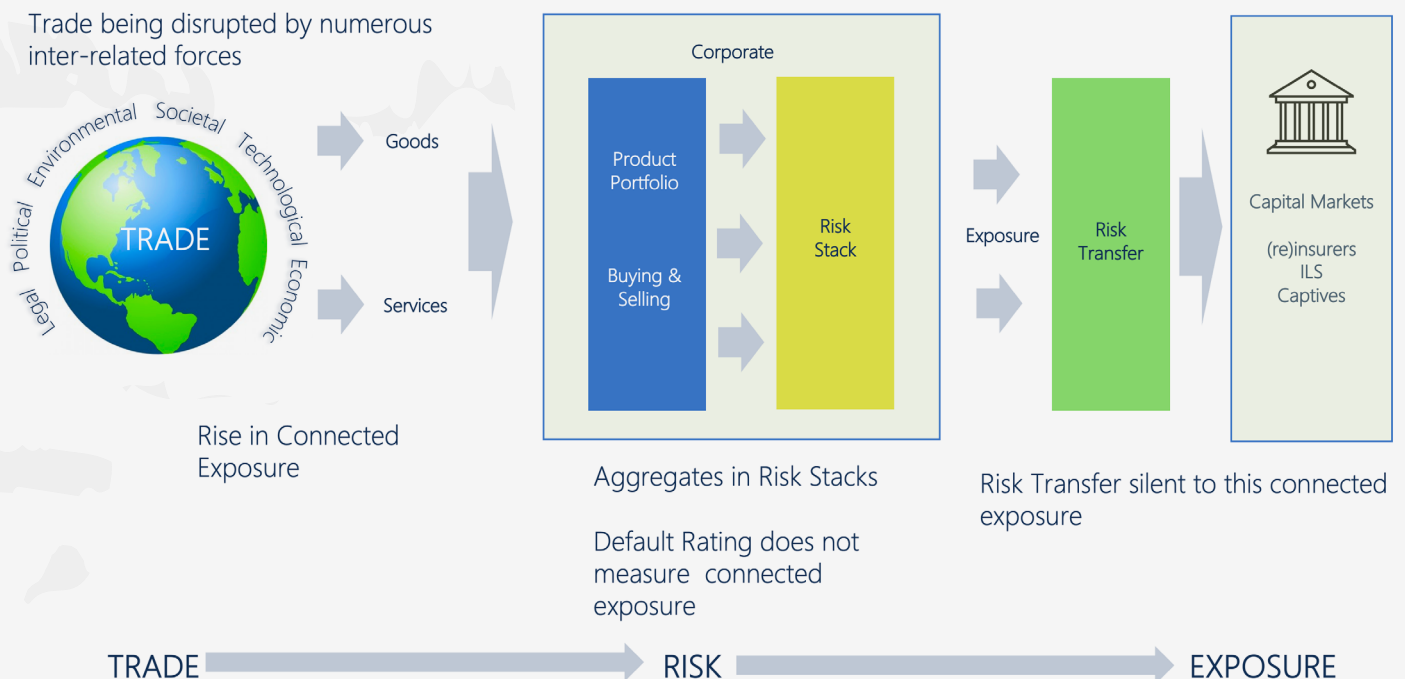 Trade being disrupted by numerous
inter-related forces
Legal Political Environmental Societal Technological Economic
TRADE
Goods
Services
Rise in Connected
Exposure
Corporate
Product
Portfolio
Buying &
Selling
Risk
Stack
Aggregates in Risk Stacks
Default Rating does not
measure connected
exposure
Exposure
Risk
Transfer
Capital Markets
(re)insurers
ILS
Captives
Risk Transfer silent to this connected
exposure
TRADE
RISK
EXPOSURE